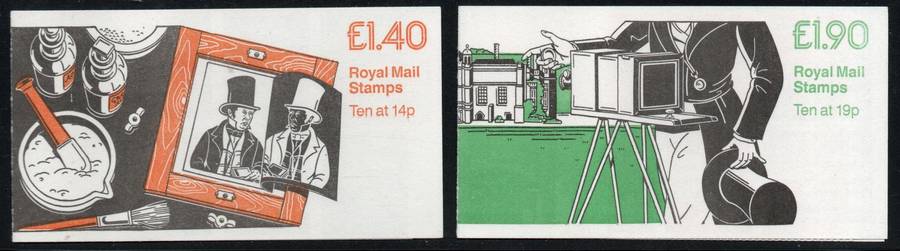 £1.40
Royal Mail
Stamps
Ten at 14p
£1.90
Royal Mail
Stamps
Ten at 19p